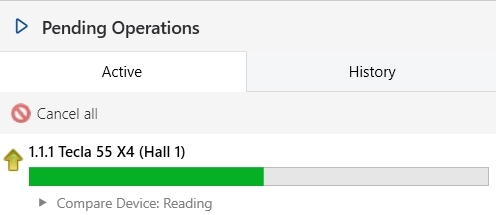 Pending Operations
Active
History
Cancel all
1.1.1 Tecla 55 X4 (Hall 1)
Compare Device: Reading